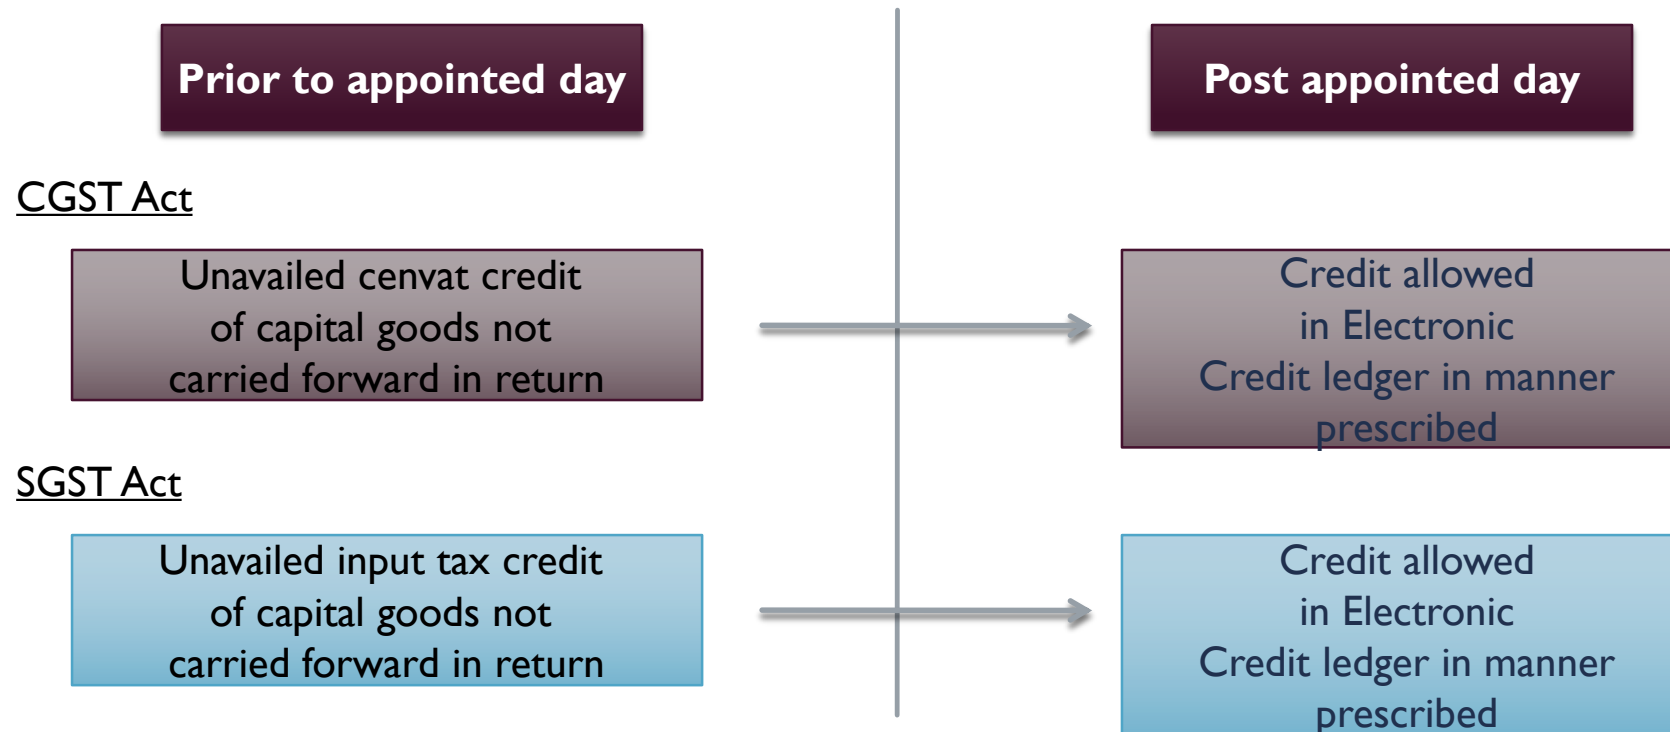 Prior to appointed day
Post appointed day
CGST Act
Unavailed cenvat credit
of capital goods not
carried forward in return
Credit allowed
in Electronic
Credit ledger in manner
prescribed
SGST Act
Unavailed input tax credit
of capital goods not
carried forward in return
Credit allowed
in Electronic
Credit ledger in manner
prescribed